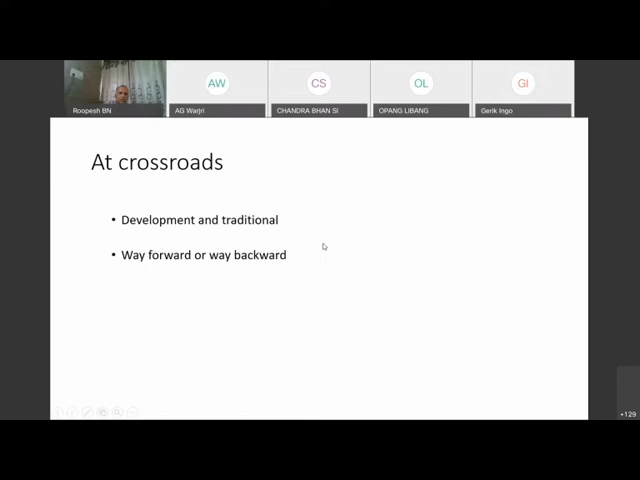 AW
CS
OL
GI
Roopesh BN
AG Warjri
CHANDRA BHAN SI
OPANG LIBANG
Gerik Ingo
At crossroads
• Development and traditional
• Way forward or way backward
+129